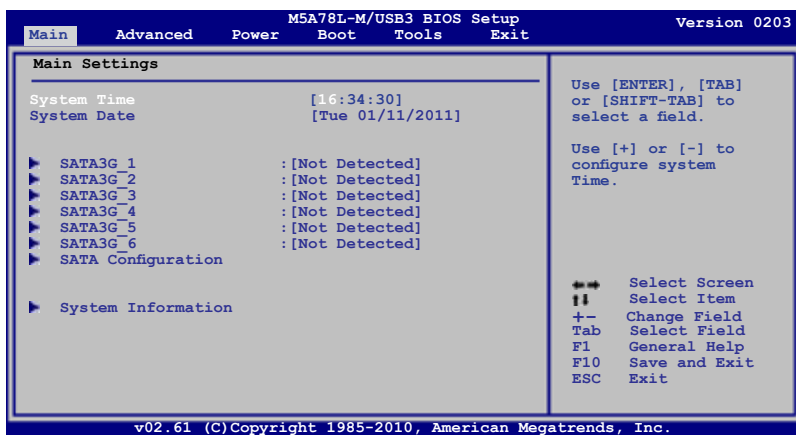 M5A78L-M/USB3 BIOS Setup Version 0203
Main Advanced Power Boot Tools Exit
Main Settings
System Time [16:34:30]
System Date [Tue 01/11/2011]
SATA3G_1 :[Not Detected]
SATA3G_2 :[Not Detected]
SATA3G_3 :[Not Detected]
SATA3G_4 :[Not Detected]
SATA3G_5 :[Not Detected]
SATA3G_6 :[Not Detected]
SATA Configuration
System Information
Use [ENTER], [TAB]
or [SHIFT-TAB] to
select a field.
Use [+] or [-] to
configure system
Time.
←→ Select Screen
↑↓ Select Item
+- Change Field
Tab Select Field
F1 General Help
F10 Save and Exit
ESC Exit
v02.61 (C)Copyright 1985-2010, American Megatrends, Inc.